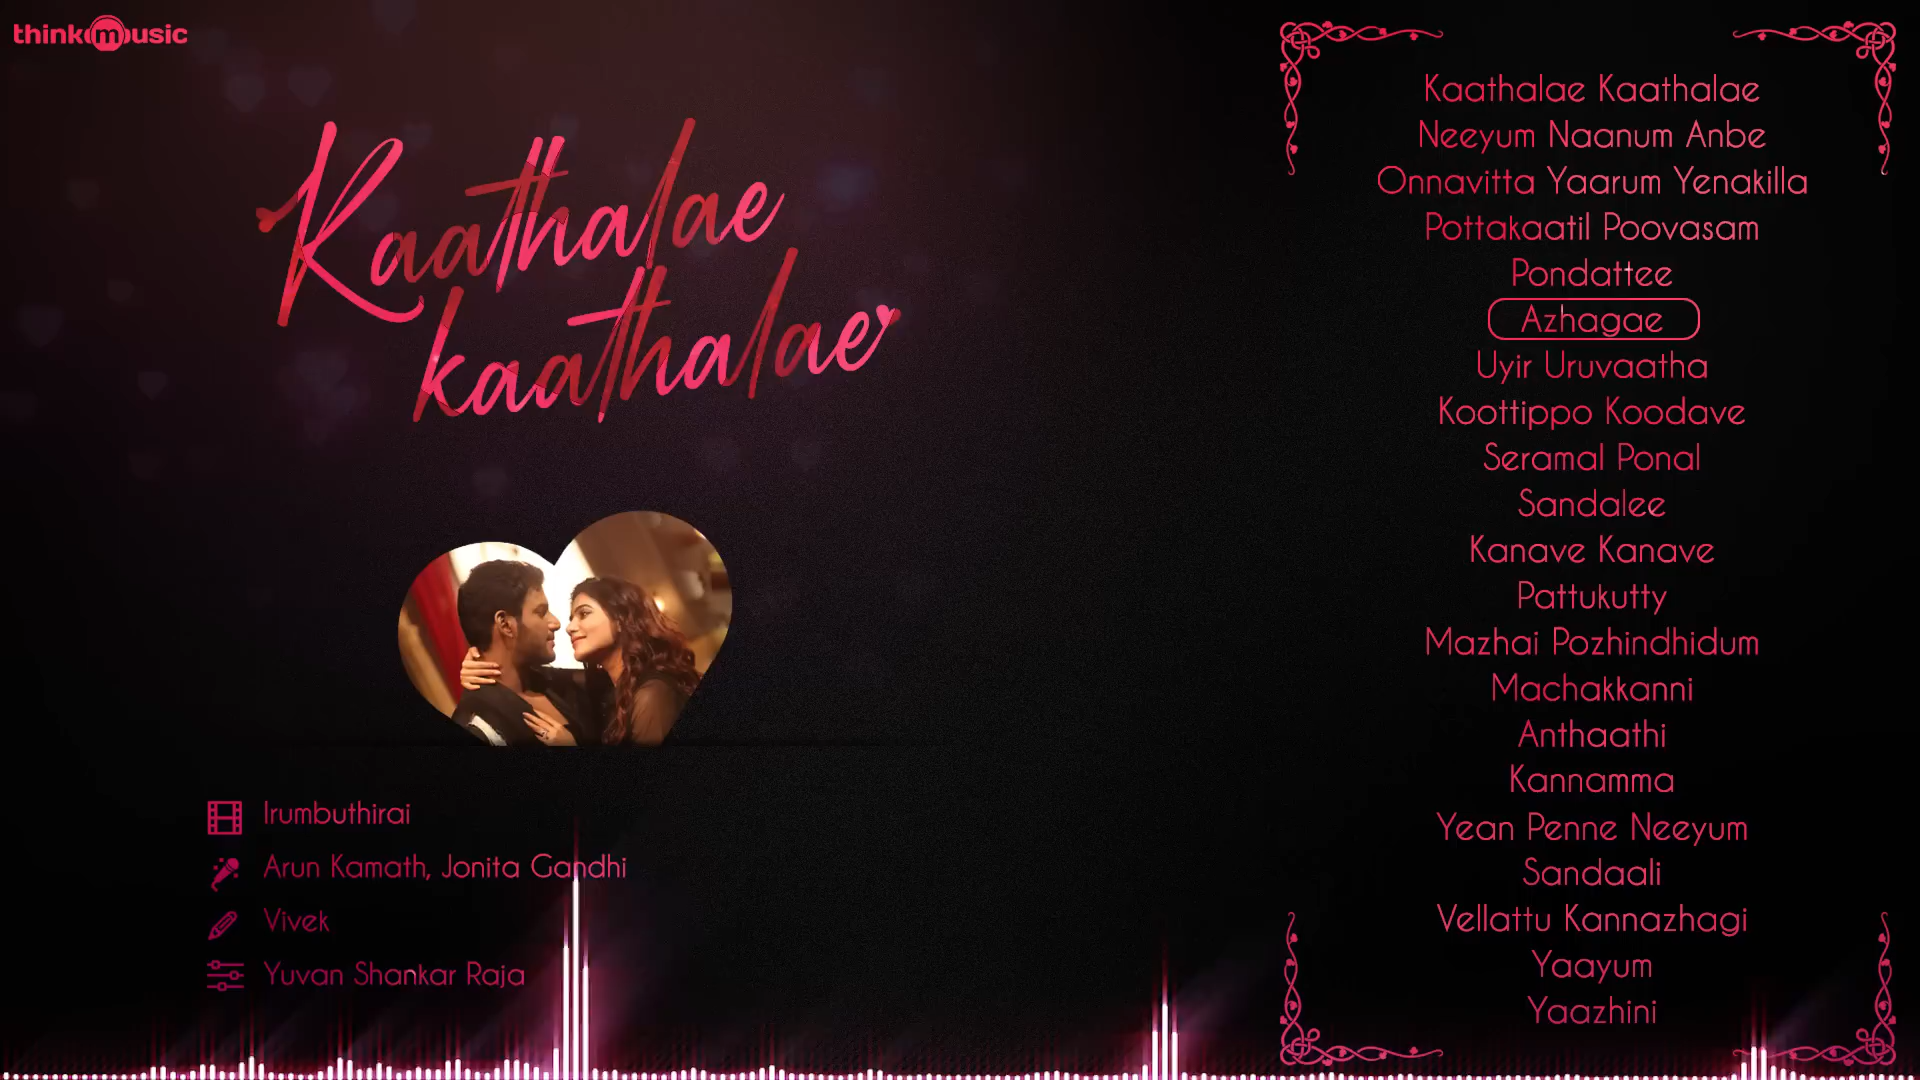 thinkmusic
Kaathalae
kaathalae
Irumbuthirai
Arun Kamath, Jonita Gandhi
Vivek
Yuvan Shankar Raja
Kaathalae Kaathalae
Neeyum Naanum Anbe
Onnavitta Yaarum Yenakilla
Pottakaatil Poovasam
Pondattee
Azhagae
Uyir Uruvaatha
Koottippo Koodave
Seramal Ponal
Sandalee
Kanave Kanave
Pattukutty
Mazhai Pozhindhidum
Machakkanni
Anthaathi
Kannamma
Yean Penne Neeyum
Sandaali
Vellattu Kannazhagi
Yaayum
Yaazhini